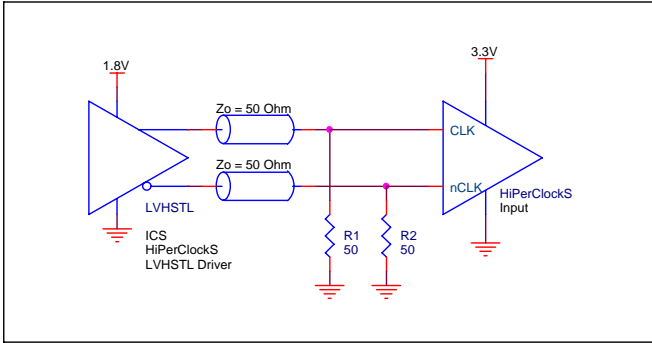 1.8V
3.3V
Zo = 50 Ohm
CLK
Zo = 50 Ohm
nCLK
HiPerClockS
Input
LVHSTL
ICS
HiPerClockS
LVHSTL Driver
R1
50
R2
50